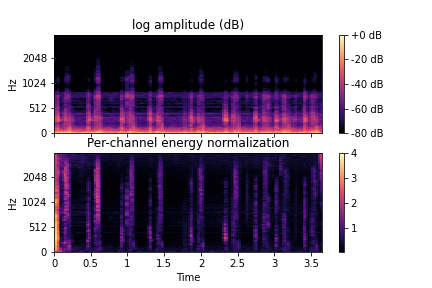 log amplitude (dB)
Hz
2048
1024
512
0
+0 dB
-20 dB
-40 dB
-60 dB
-80 dB
Per-channel energy normalization
Hz
2048
1024
512
0
4
3
2
1
0 0.5 1 1.5 2 2.5 3 3.5
Time